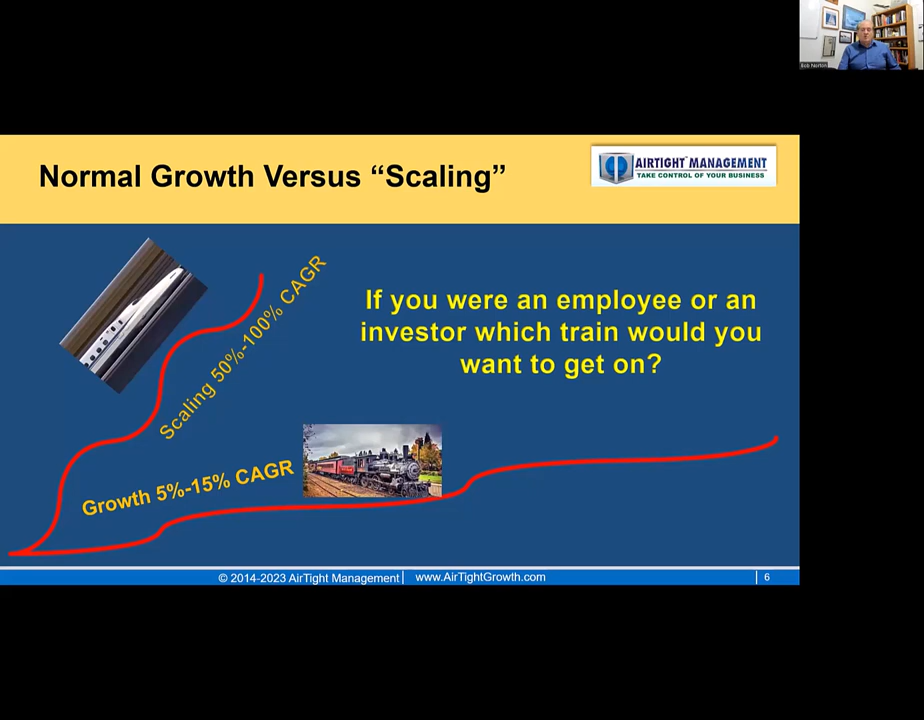 Bob Norton
Normal Growth Versus “Scaling”
AIRTIGHT MANAGEMENT
TAKE CONTROL OF YOUR BUSINESS
Scaling 50%-100% CAGR
If you were an employee or an
investor which train would you
want to get on?
Growth 5%-15% CAGR
© 2014-2023 AirTight Management | www.AirTightGrowth.com | 6